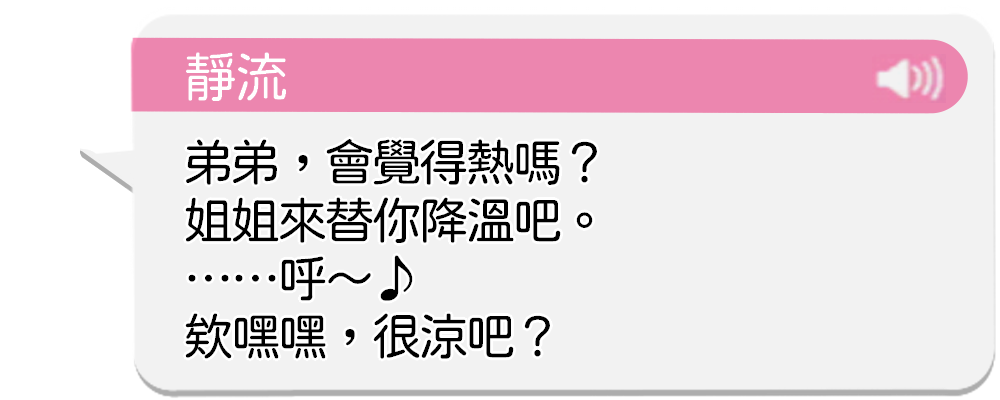 靜流
弟弟，會覺得熱嗎？
姐姐來替你降溫吧。
……呼～♪
欸嘿嘿，很涼吧？